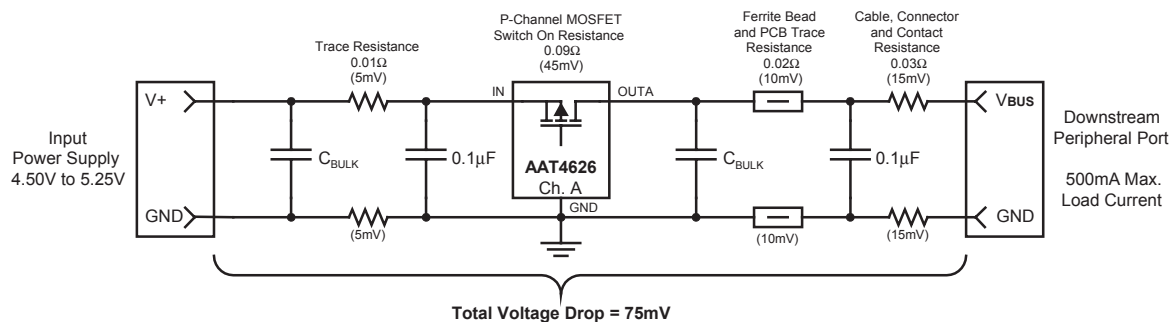 P-Channel MOSFET
Switch On Resistance
0.09Ω
(45mV)
Ferrite Bead
and PCB Trace
Resistance
0.02Ω
(10mV)
Cable, Connector
and Contact
Resistance
0.03Ω
(15mV)
Trace Resistance
0.01Ω
(5mV)
V+
IN
OUTA
VBUS
Input
Power Supply
4.50V to 5.25V
CBULK
0.1μF
AAT4626
Ch. A
CBULK
0.1μF
Downstream
Peripheral Port
500mA Max.
Load Current
GND
(5mV)
GND
(10mV)
(15mV)
GND
Total Voltage Drop = 75mV